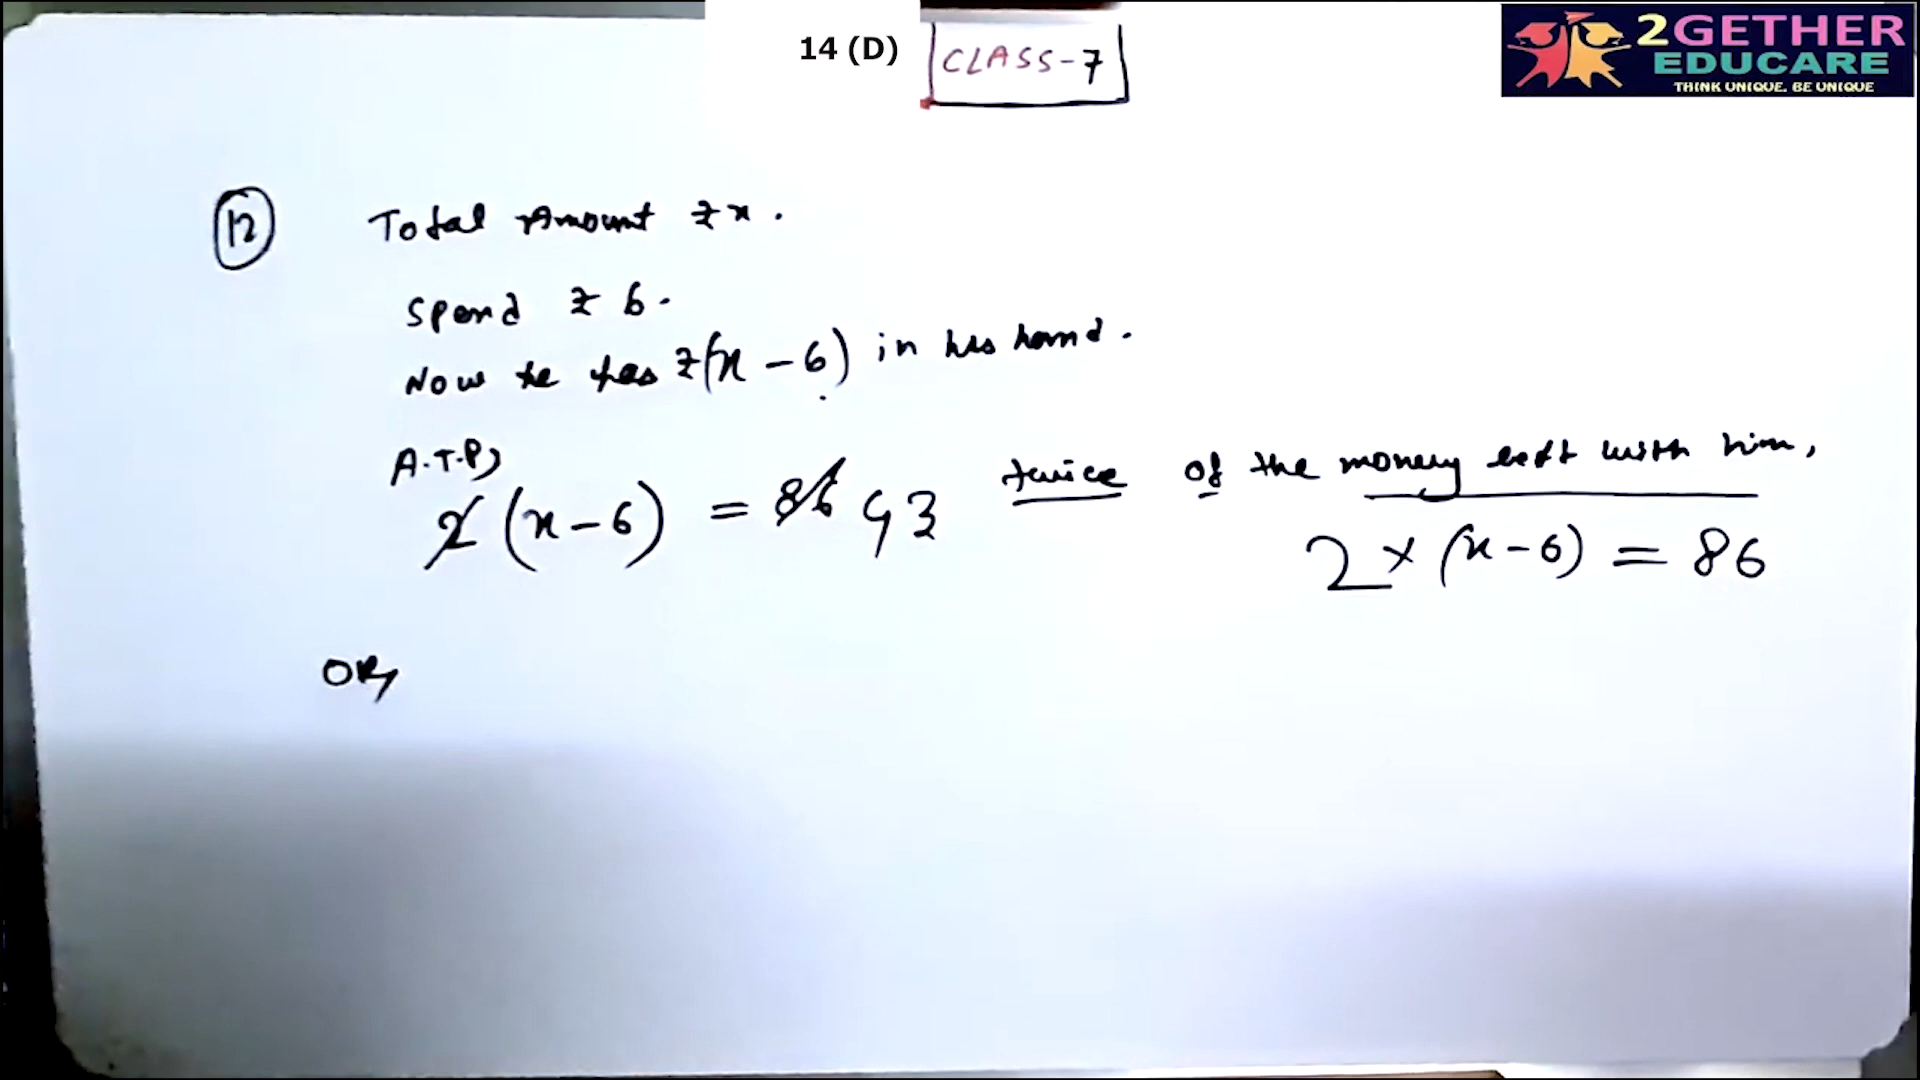 14 (D)
CLASS-7
2GETHER
EDUCARE
THINK UNIQUE. BE UNIQUE
12
Total Amount ₹x.
Spend ₹ 6.
Now he has ₹(x - 6) in his hand.
A.T.P,
twice of the money left with him,
2 (x - 6) = 86 43
2 × (x - 6) = 86
OR,